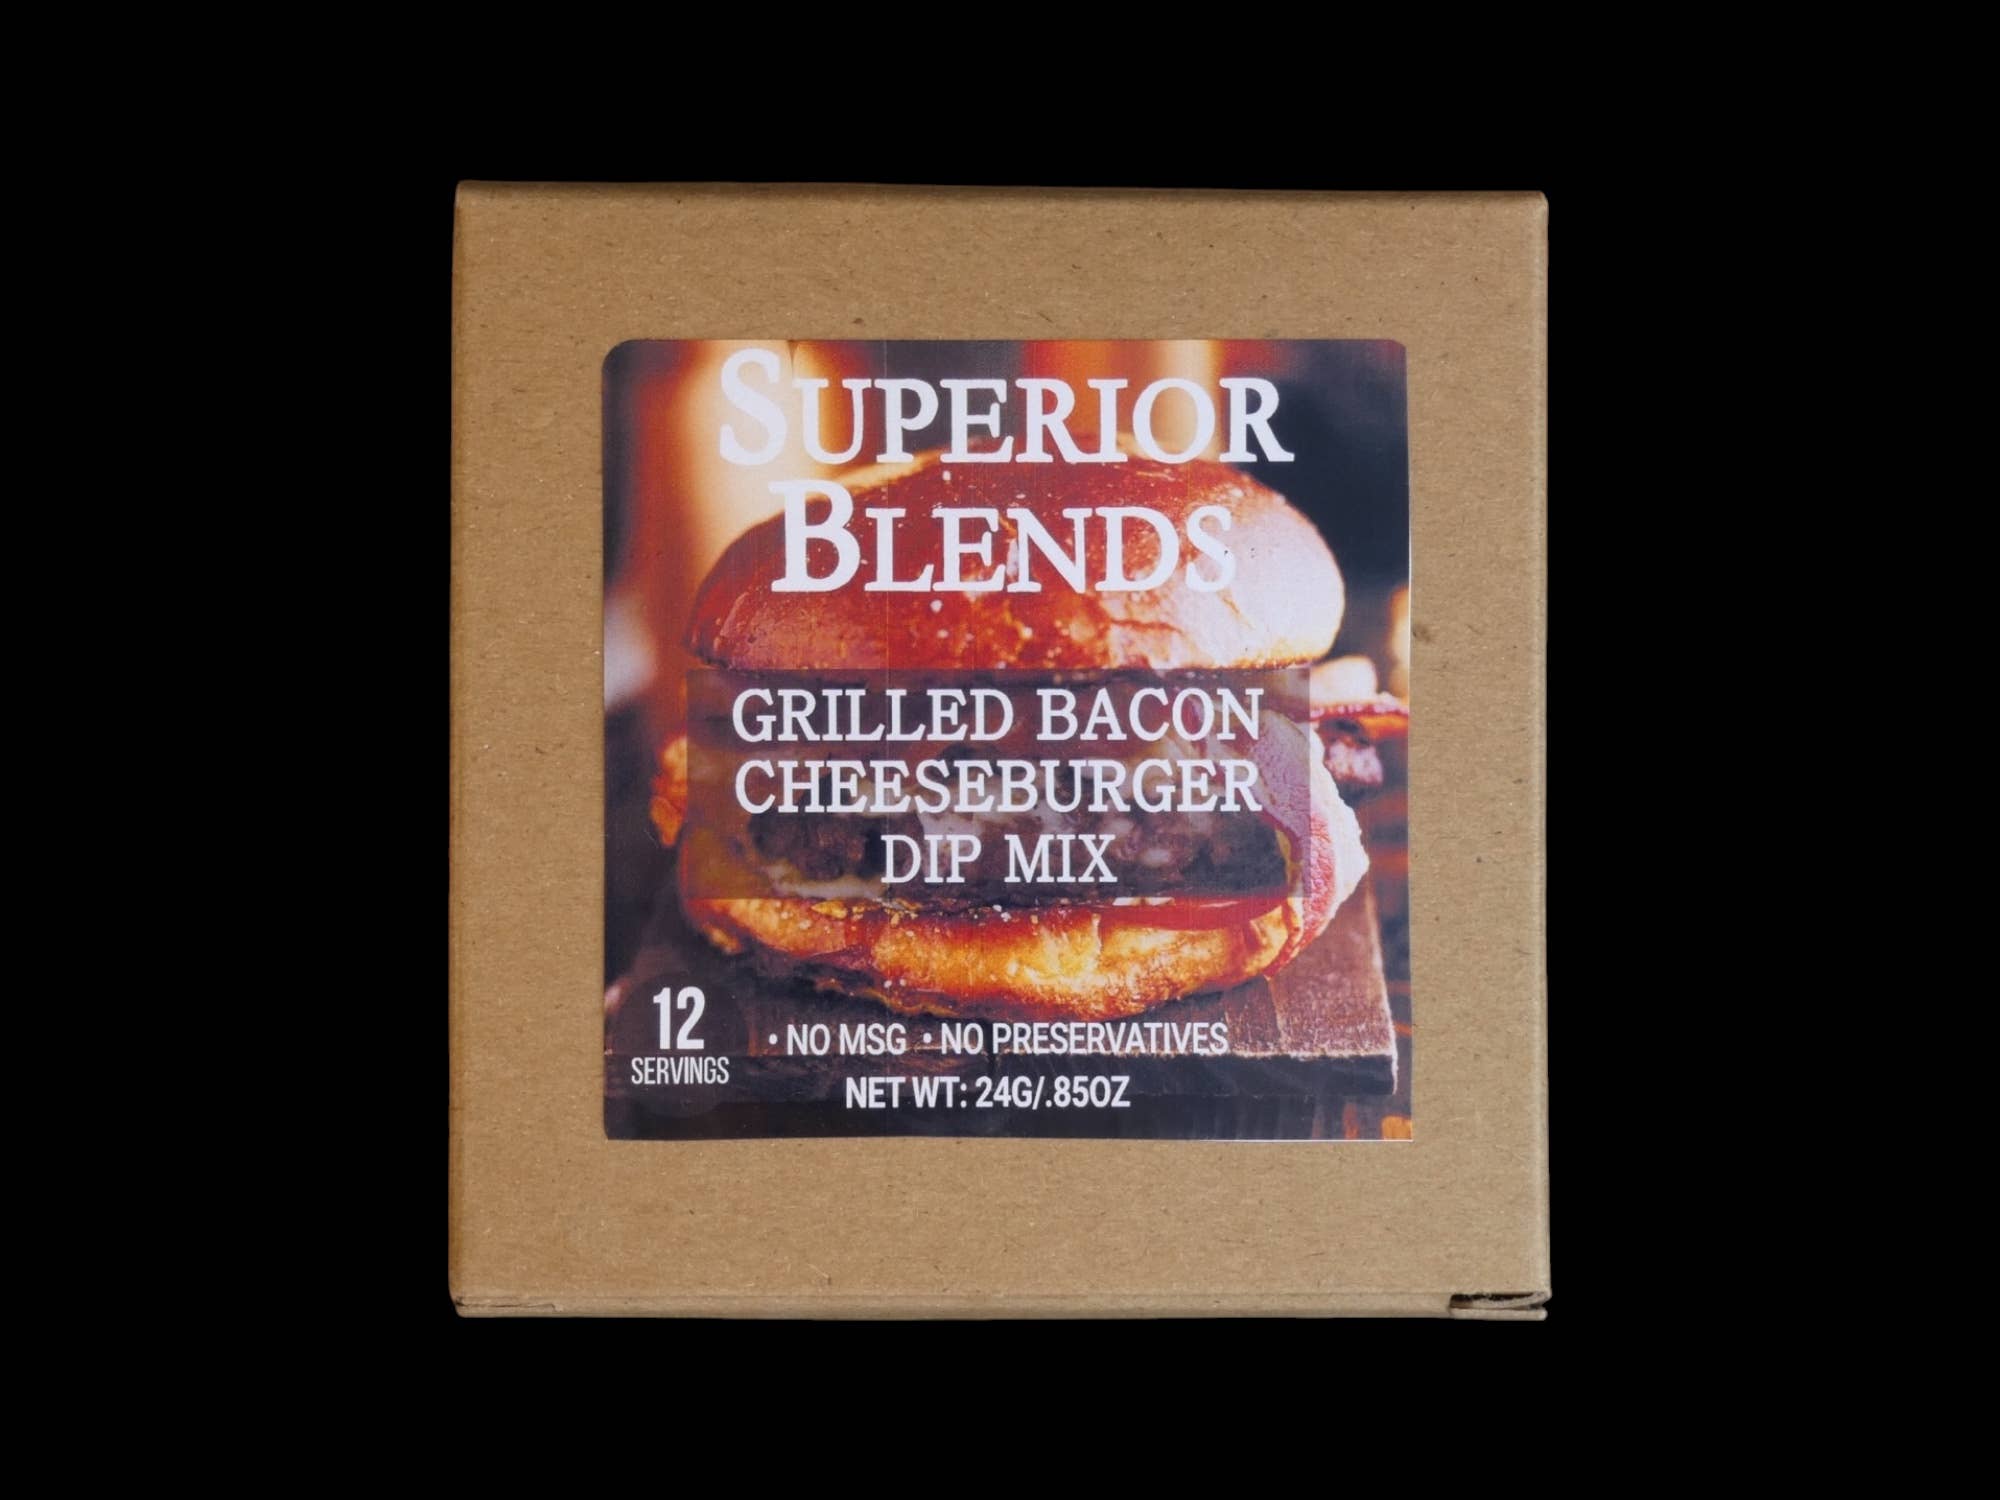 SUPERIOR
BLENDS
GRILLED BACON
CHEESEBURGER
DIP MIX
12
SERVINGS
• NO MSG • NO PRESERVATIVES
NET WT: 24G/.85OZ